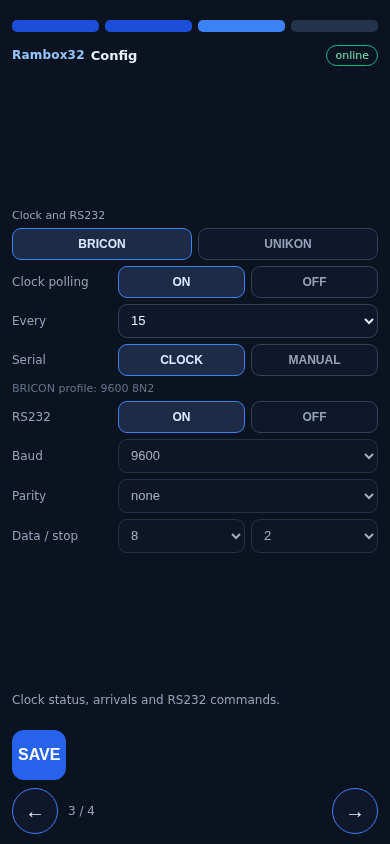 Rambox32 Config online
Clock and RS232
BRICON UNIKON
Clock polling ON OFF
Every 15
Serial CLOCK MANUAL
BRICON profile: 9600 8N2
RS232 ON OFF
Baud 9600
Parity none
Data / stop 8 2
Clock status, arrivals and RS232 commands.
SAVE
← 3 / 4 →